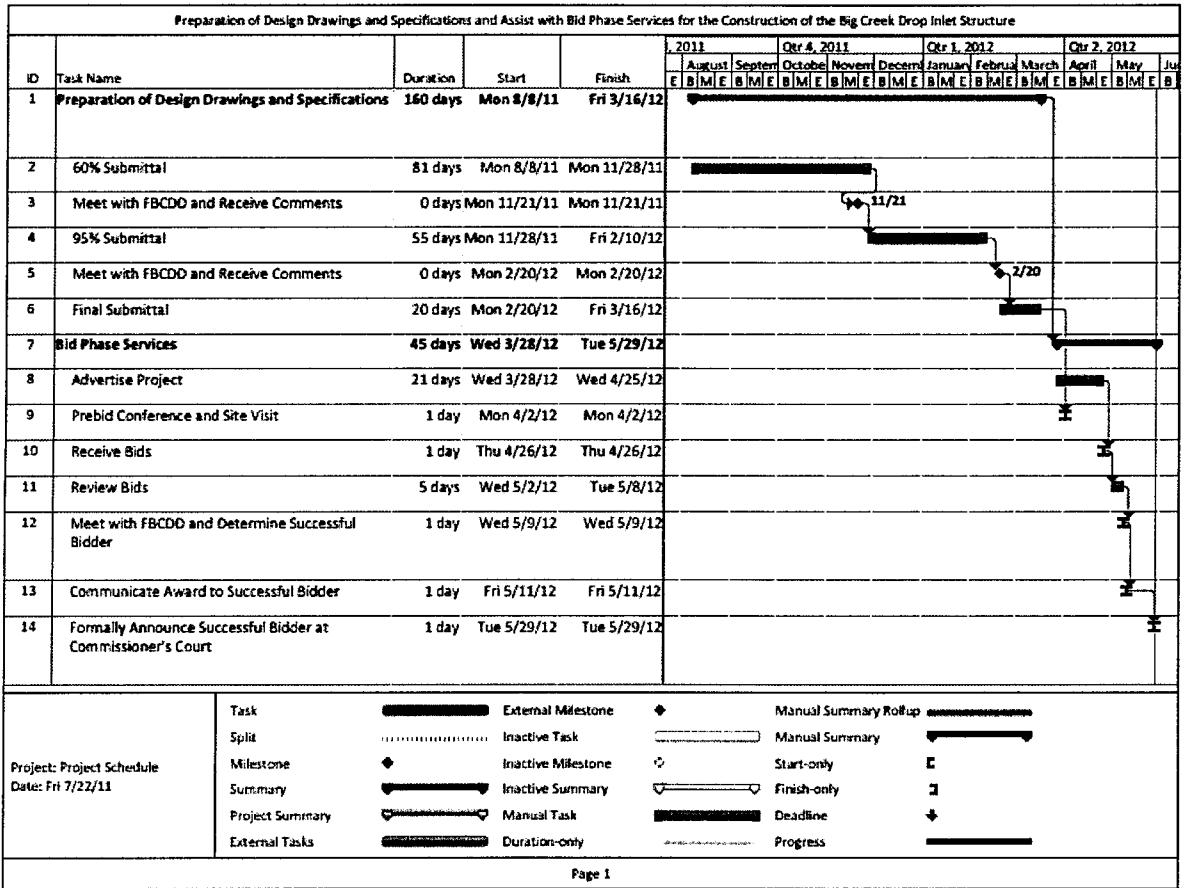 Preparation of Design Drawings and Specifications and Assist with Bid Phase Services for the Construction of the Big Creek Drop Inlet Structure
, 2011 Qtr 4, 2011 Qtr 1, 2012 Qtr 2, 2012
August Septem Octobe Novem Decem January Februa March April May Ju
ID Task Name Duration Start Finish E B M E B M E B M E B M E B M E B M E B M E B M E B M E B M E B
1 Preparation of Design Drawings and Specifications 160 days Mon 8/8/11 Fri 3/16/12
2 60% Submittal 81 days Mon 8/8/11 Mon 11/28/11
3 Meet with FBCDD and Receive Comments 0 days Mon 11/21/11 Mon 11/21/11 11/21
4 95% Submittal 55 days Mon 11/28/11 Fri 2/10/12
5 Meet with FBCDD and Receive Comments 0 days Mon 2/20/12 Mon 2/20/12 2/20
6 Final Submittal 20 days Mon 2/20/12 Fri 3/16/12
7 Bid Phase Services 45 days Wed 3/28/12 Tue 5/29/12
8 Advertise Project 21 days Wed 3/28/12 Wed 4/25/12
9 Prebid Conference and Site Visit 1 day Mon 4/2/12 Mon 4/2/12
10 Receive Bids 1 day Thu 4/26/12 Thu 4/26/12
11 Review Bids 5 days Wed 5/2/12 Tue 5/8/12
12 Meet with FBCDD and Determine Successful 1 day Wed 5/9/12 Wed 5/9/12
Bidder
13 Communicate Award to Successful Bidder 1 day Fri 5/11/12 Fri 5/11/12
14 Formally Announce Successful Bidder at 1 day Tue 5/29/12 Tue 5/29/12
Commissioner's Court
Project: Project Schedule
Date: Fri 7/22/11
Task External Milestone Manual Summary Rollup
Split Inactive Task Manual Summary
Milestone Inactive Milestone Start-only
Summary Inactive Summary Finish-only
Project Summary Manual Task Deadline
External Tasks Duration-only Progress
Page 1